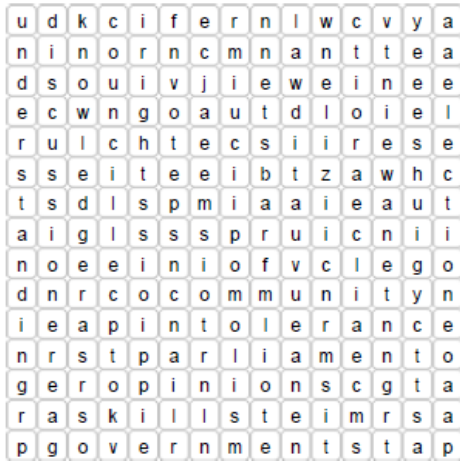 u d k c i f e r n l w c v y a
n i n o r n c m n a n t t e a
d s o u i v j i e w e i n e e
e c w n g o a u t d l o i e l
r u l c h t e c s i i r e s e
s s e i t e e i b t z a w h c
t s d l s p m i a a i e a u t
a i g l s s s p r u i c n i i
n o e e i n i o f v c l e g o
d n r c o c o m m u n i t y n
i e a p i n t o l e r a n c e
n r s t p a r l i a m e n t o
g e r o p i n i o n s c g t a
r a s k i l l s t e i m r s a
p g o v e r n m e n t s t a p